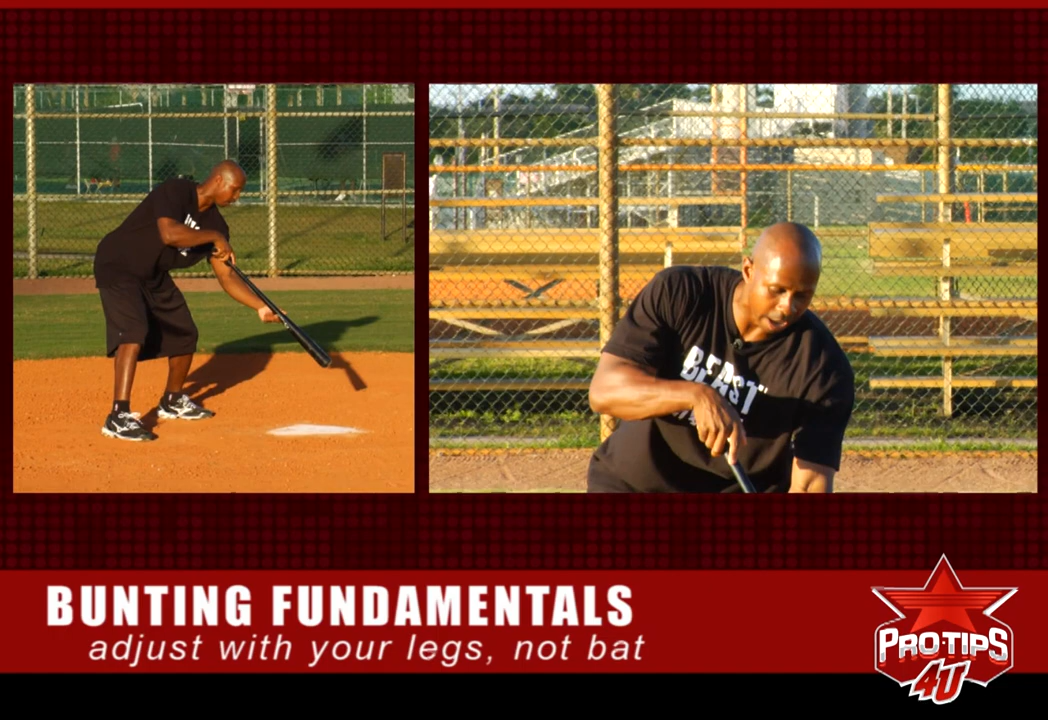 BEAST
BUNTING FUNDAMENTALS
adjust with your legs, not bat
PRO TIPS
4U